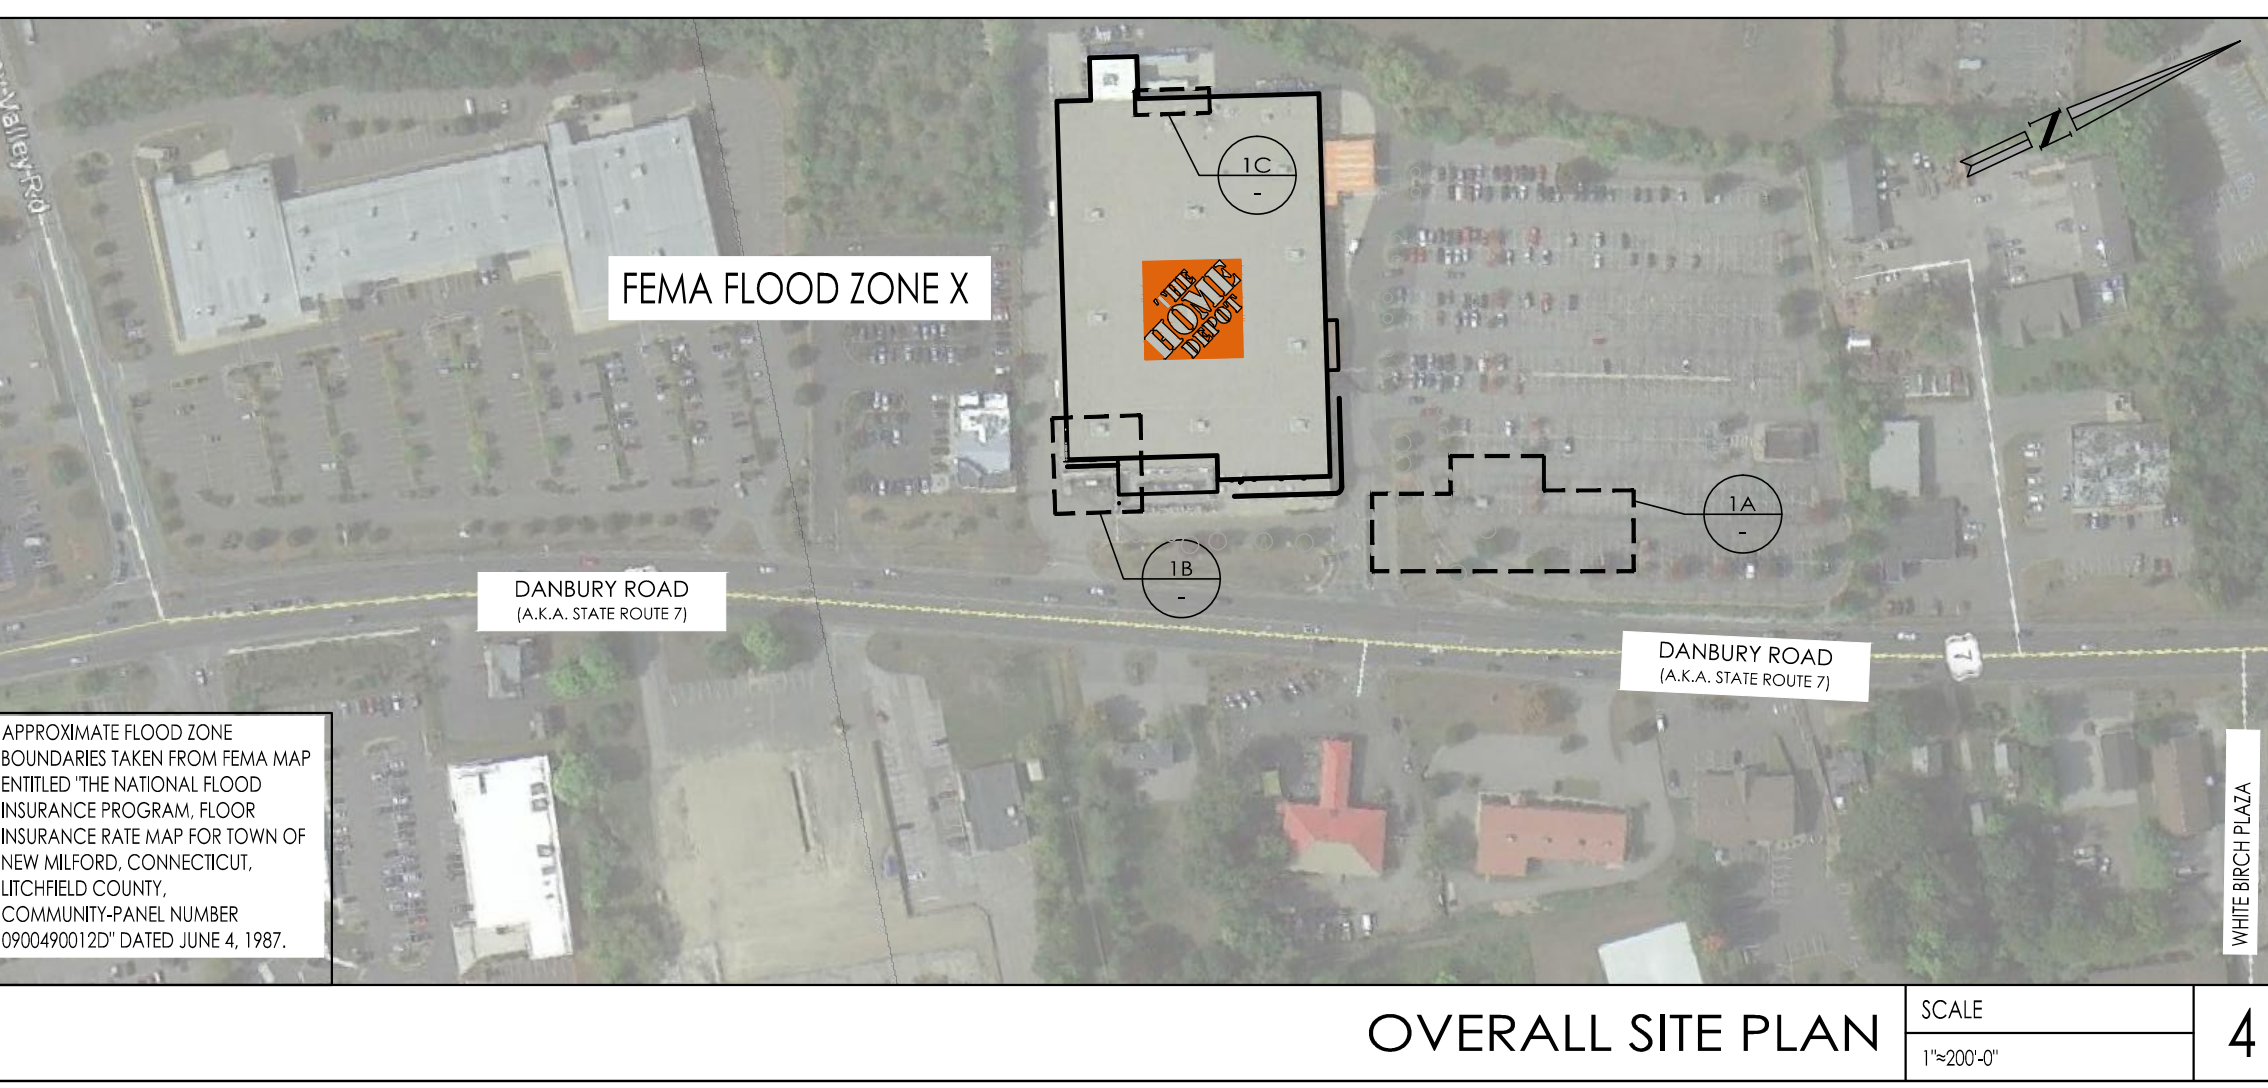 Valley Rd
1C
-
N
FEMA FLOOD ZONE X
THE
HOME
DEPOT
1A
-
1B
-
DANBURY ROAD
(A.K.A. STATE ROUTE 7)
DANBURY ROAD
(A.K.A. STATE ROUTE 7)
7
APPROXIMATE FLOOD ZONE
BOUNDARIES TAKEN FROM FEMA MAP
ENTITLED "THE NATIONAL FLOOD
INSURANCE PROGRAM, FLOOR
INSURANCE RATE MAP FOR TOWN OF
NEW MILFORD, CONNECTICUT,
LITCHFIELD COUNTY,
COMMUNITY-PANEL NUMBER
0900490012D" DATED JUNE 4, 1987.
WHITE BIRCH PLAZA
OVERALL SITE PLAN
SCALE
1"≈200'-0"
4